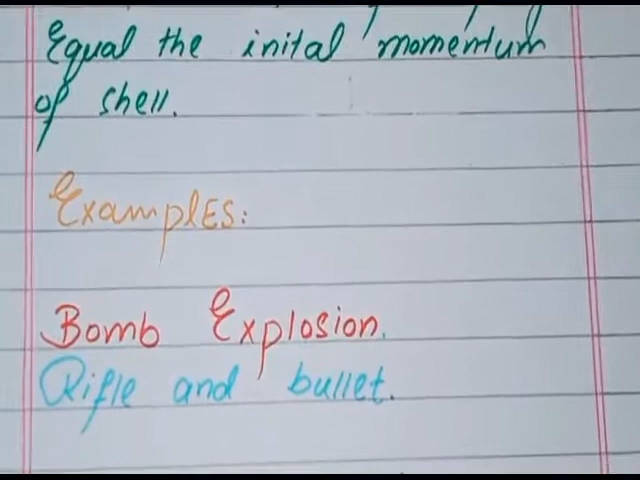 Equal the inital momentum
of shell.
Examples:
Bomb Explosion.
Rifle and bullet.